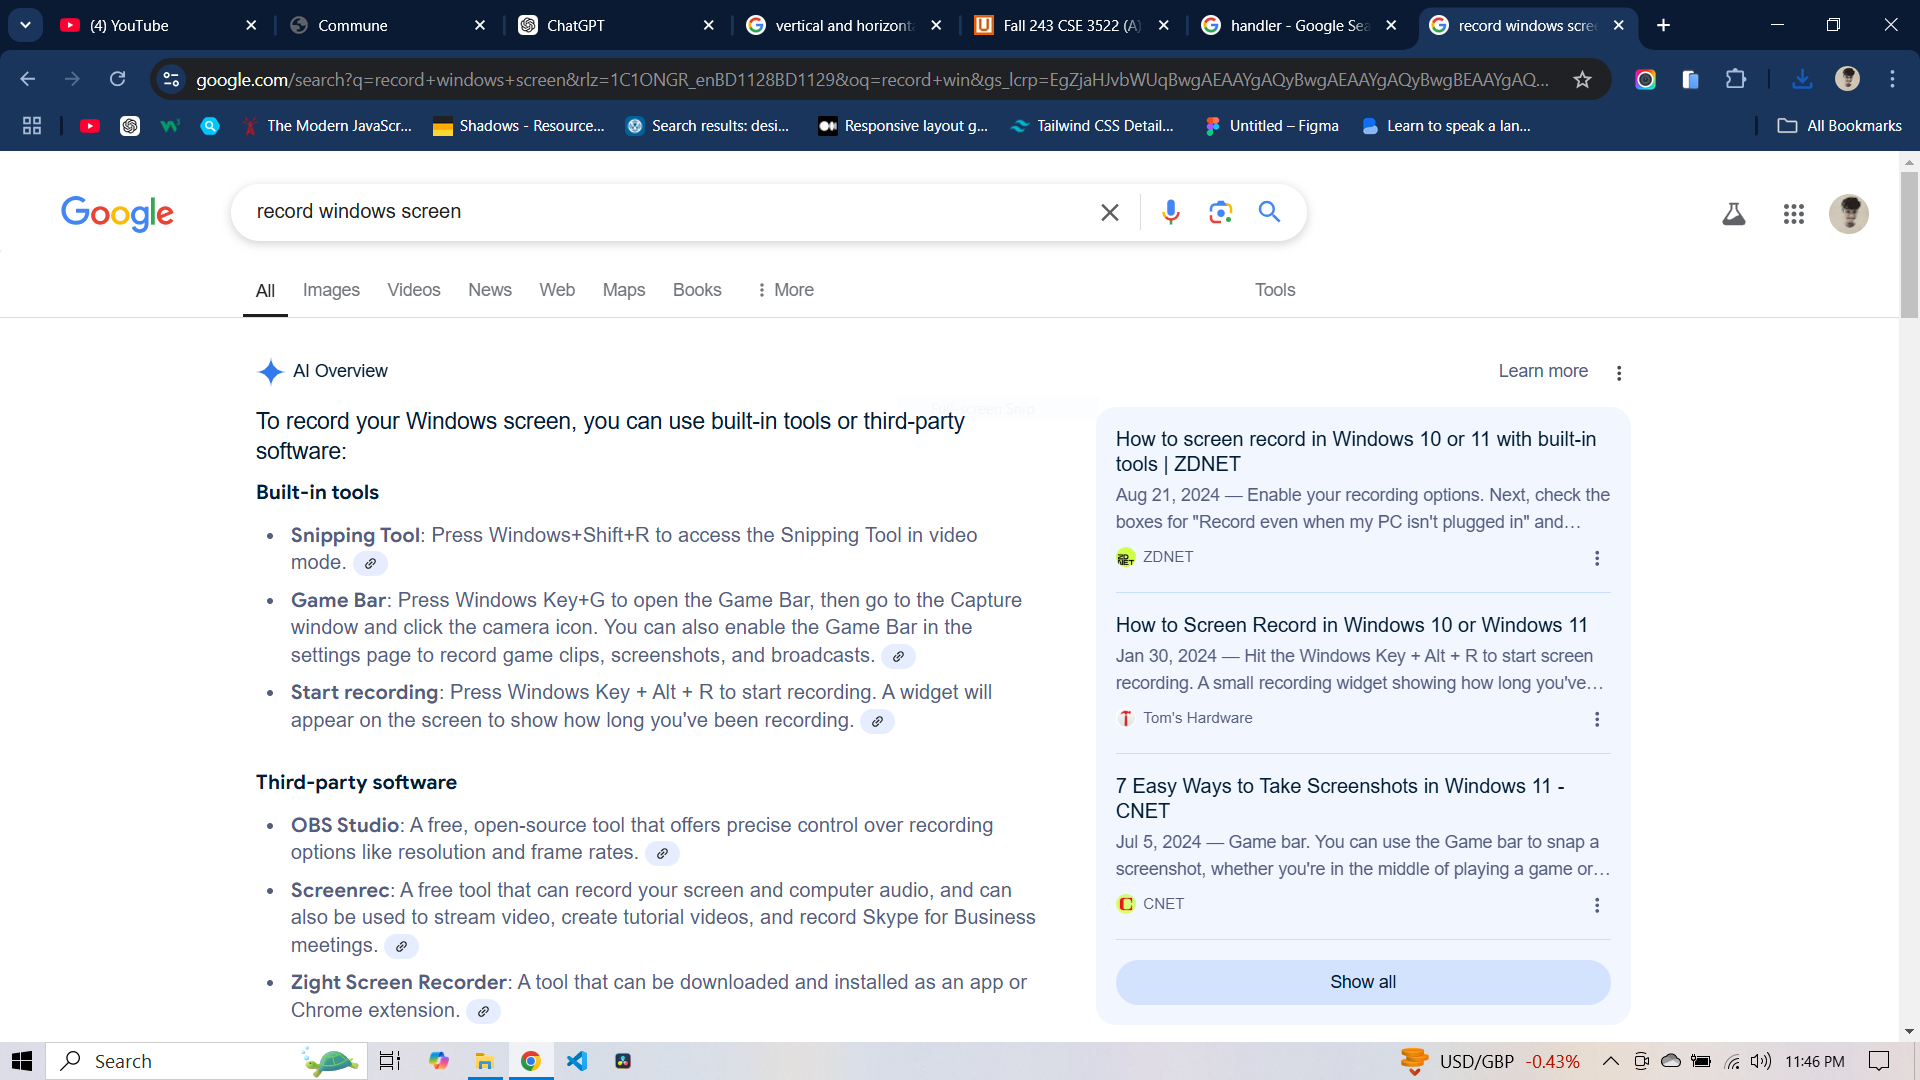 (4) YouTube
Commune
ChatGPT
vertical and horizont
Fall 243 CSE 3522 (A)
handler - Google Sea
record windows scre
google.com/search?q=record+windows+screen&rlz=1C1ONGR_enBD1128BD1129&oq=record+win&gs_lcrp=EgZjaHJvbWUqBwgAEAAYgAQyBwgAEAAYgAQyBwgBEAAYgAQ...
The Modern JavaScr...
Shadows - Resource...
Search results: desi...
Responsive layout g...
Tailwind CSS Detail...
Untitled – Figma
Learn to speak a lan...
All Bookmarks
Google
record windows screen
All
Images
Videos
News
Web
Maps
Books
More
Tools
AI Overview
Learn more
Full-screen Snip
To record your Windows screen, you can use built-in tools or third-party
software:
Built-in tools
• Snipping Tool: Press Windows+Shift+R to access the Snipping Tool in video
mode.
• Game Bar: Press Windows Key+G to open the Game Bar, then go to the Capture
window and click the camera icon. You can also enable the Game Bar in the
settings page to record game clips, screenshots, and broadcasts.
• Start recording: Press Windows Key + Alt + R to start recording. A widget will
appear on the screen to show how long you've been recording.
Third-party software
• OBS Studio: A free, open-source tool that offers precise control over recording
options like resolution and frame rates.
• Screenrec: A free tool that can record your screen and computer audio, and can
also be used to stream video, create tutorial videos, and record Skype for Business
meetings.
• Zight Screen Recorder: A tool that can be downloaded and installed as an app or
Chrome extension.
How to screen record in Windows 10 or 11 with built-in
tools | ZDNET
Aug 21, 2024 — Enable your recording options. Next, check the
boxes for "Record even when my PC isn't plugged in" and…
ZDNET
How to Screen Record in Windows 10 or Windows 11
Jan 30, 2024 — Hit the Windows Key + Alt + R to start screen
recording. A small recording widget showing how long you've…
Tom's Hardware
7 Easy Ways to Take Screenshots in Windows 11 -
CNET
Jul 5, 2024 — Game bar. You can use the Game bar to snap a
screenshot, whether you're in the middle of playing a game or…
CNET
Show all
Search
USD/GBP -0.43%
11:46 PM